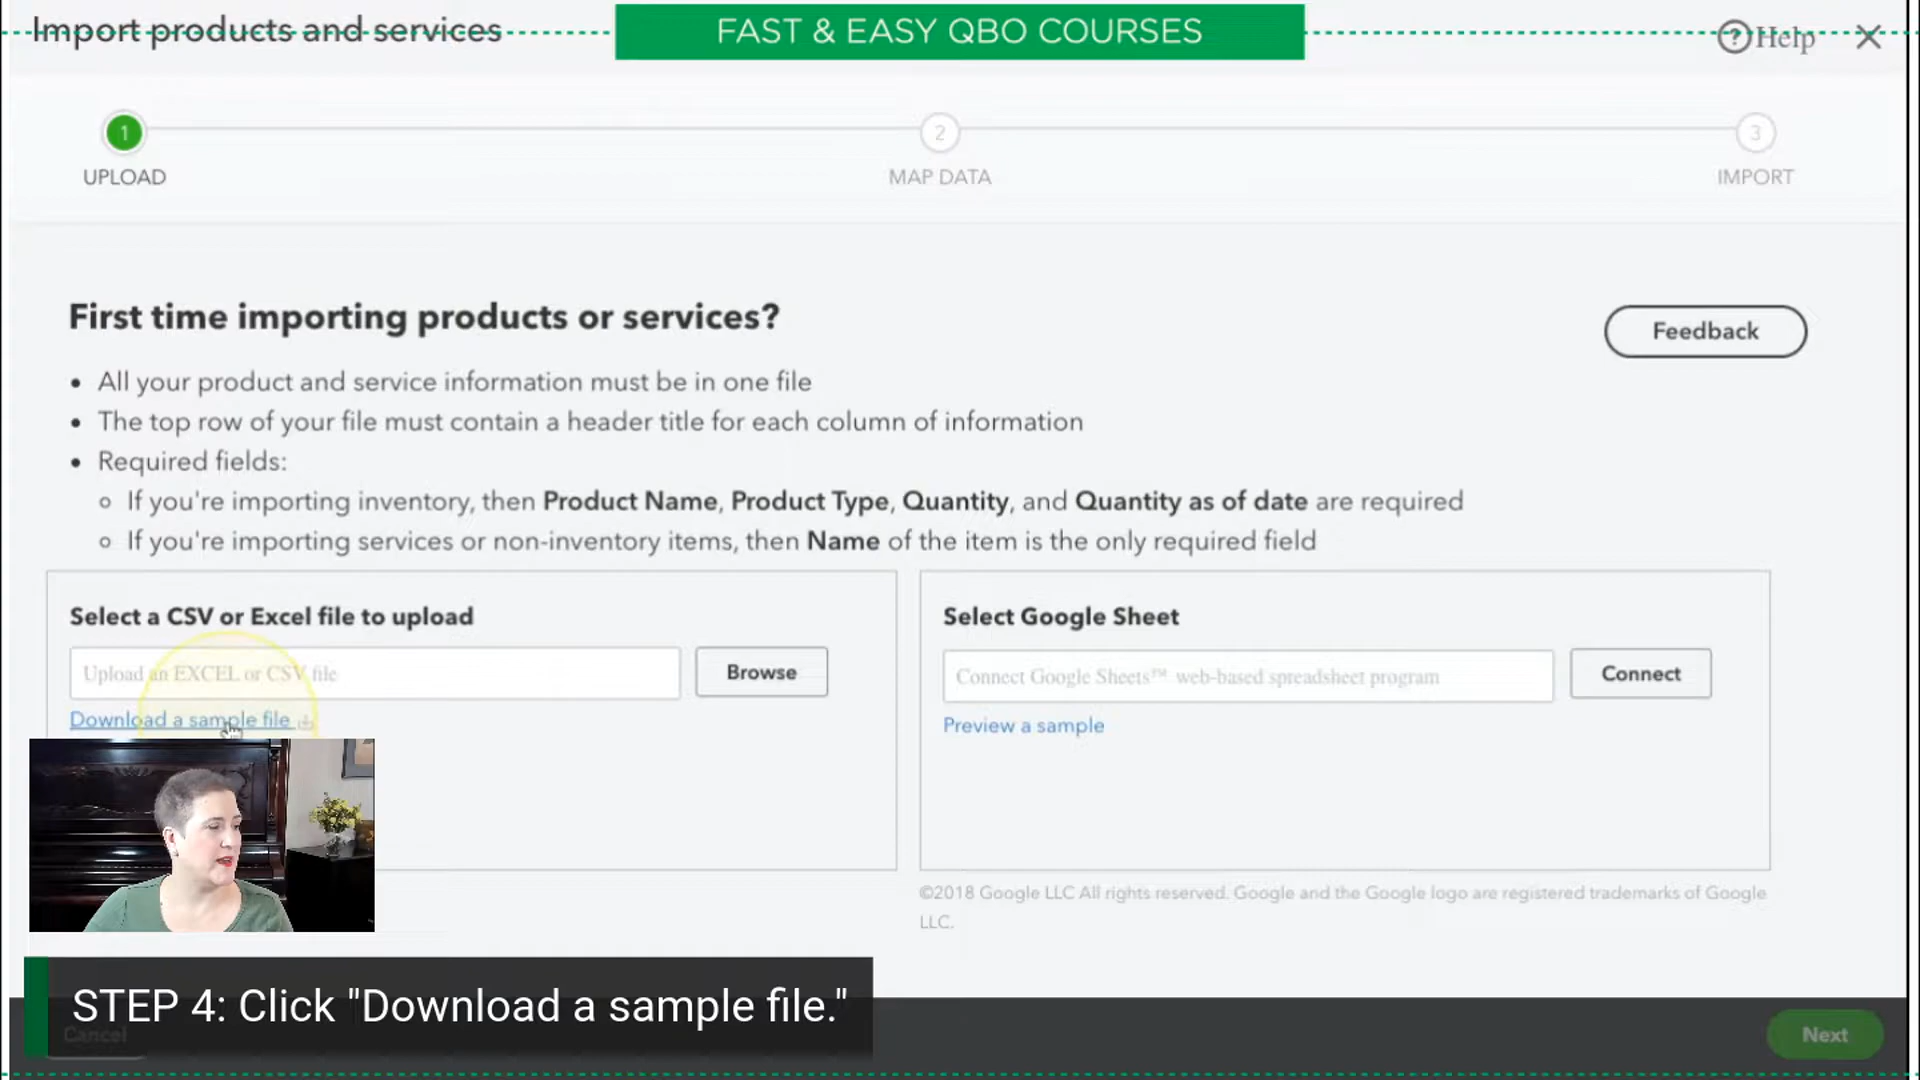 Import products and services
FAST & EASY QBO COURSES
Help
1
2
3
UPLOAD
MAP DATA
IMPORT
First time importing products or services?
Feedback
All your product and service information must be in one file
The top row of your file must contain a header title for each column of information
Required fields:
If you're importing inventory, then Product Name, Product Type, Quantity, and Quantity as of date are required
If you're importing services or non-inventory items, then Name of the item is the only required field
Select a CSV or Excel file to upload
Upload an EXCEL or CSV file
Browse
Download a sample file
Select Google Sheet
Connect Google Sheets™ web-based spreadsheet program
Connect
Preview a sample
©2018 Google LLC All rights reserved. Google and the Google logo are registered trademarks of Google
LLC.
STEP 4: Click "Download a sample file."
Cancel
Next